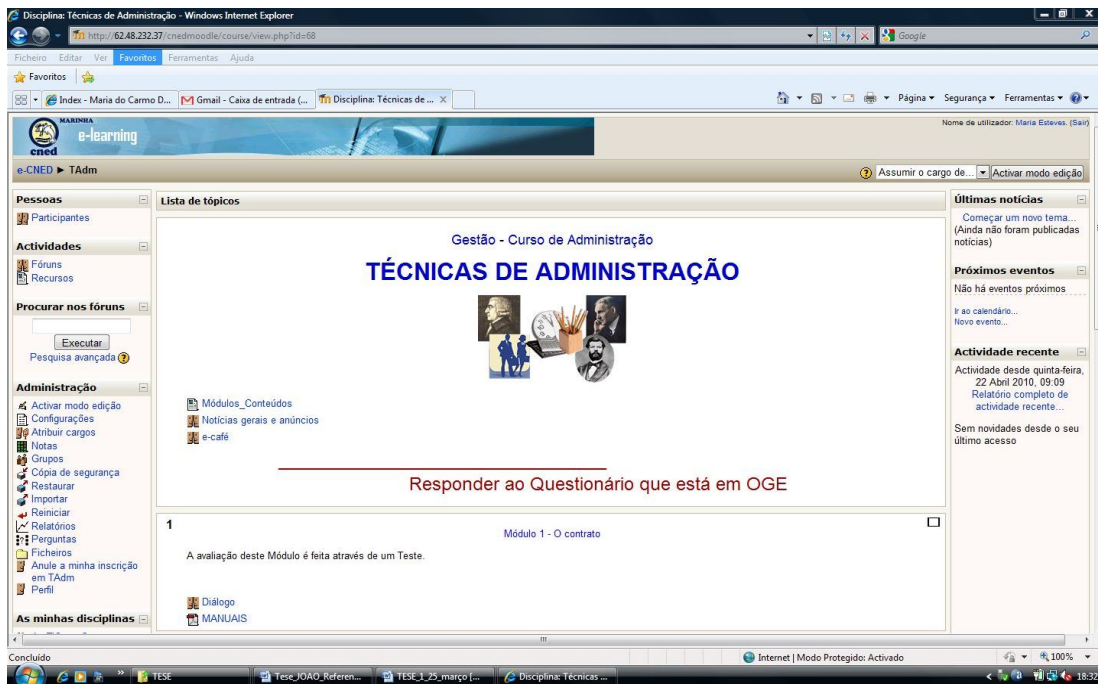 Disciplina: Técnicas de Administração - Windows Internet Explorer
http://62.48.232.37/cnedmoodle/course/view.php?id=68
Google
Ficheiro Editar Ver Favoritos Ferramentas Ajuda
Favoritos
Index - Maria do Carmo D... Gmail - Caixa de entrada (... Disciplina: Técnicas de ... X
Página Segurança Ferramentas
MARINHA
e-learning
cned
Nome de utilizador: Maria Esteves. (Sair)
e-CNED ► TAdm
Assumir o cargo de... Activar modo edição
Pessoas
Participantes
Actividades
Fóruns
Recursos
Procurar nos fóruns
Executar
Pesquisa avançada
Administração
Activar modo edição
Configurações
Atribuir cargos
Notas
Grupos
Cópia de segurança
Restaurar
Importar
Reiniciar
Relatórios
Perguntas
Ficheiros
Anule a minha inscrição
em TAdm
Perfil
As minhas disciplinas
Lista de tópicos
Gestão - Curso de Administração
TÉCNICAS DE ADMINISTRAÇÃO
Módulos_Conteúdos
Notícias gerais e anúncios
e-café
Responder ao Questionário que está em OGE
1
Módulo 1 - O contrato
A avaliação deste Módulo é feita através de um Teste.
Diálogo
MANUAIS
Últimas notícias
Começar um novo tema...
(Ainda não foram publicadas
notícias)
Próximos eventos
Não há eventos próximos
Ir ao calendário...
Novo evento...
Actividade recente
Actividade desde quinta-feira,
22 Abril 2010, 09:09
Relatório completo de
actividade recente...
Sem novidades desde o seu
último acesso
Concluído
Internet | Modo Protegido: Activado
100%
TESE
Tese_JOAO_Referen...
TESE_1_25_março [...
Disciplina: Técnicas ...
18:32